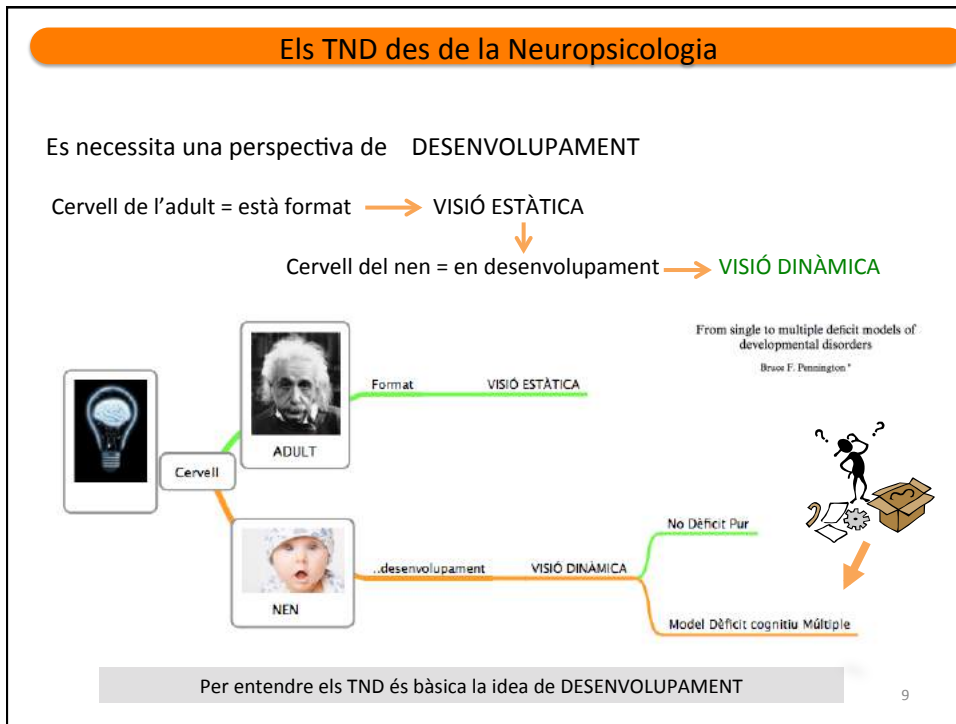 Els TND des de la Neuropsicologia
Es necessita una perspectiva de DESENVOLUPAMENT
Cervell de l'adult = està format VISIÓ ESTÀTICA
Cervell del nen = en desenvolupament VISIÓ DINÀMICA
From single to multiple deficit models of
developmental disorders
Bruce F. Pennington *
Format VISIÓ ESTÀTICA
ADULT
Cervell
? ?
No Dèficit Pur
..desenvolupament VISIÓ DINÀMICA
NEN
Model Dèficit cognitiu Múltiple
Per entendre els TND és bàsica la idea de DESENVOLUPAMENT
9